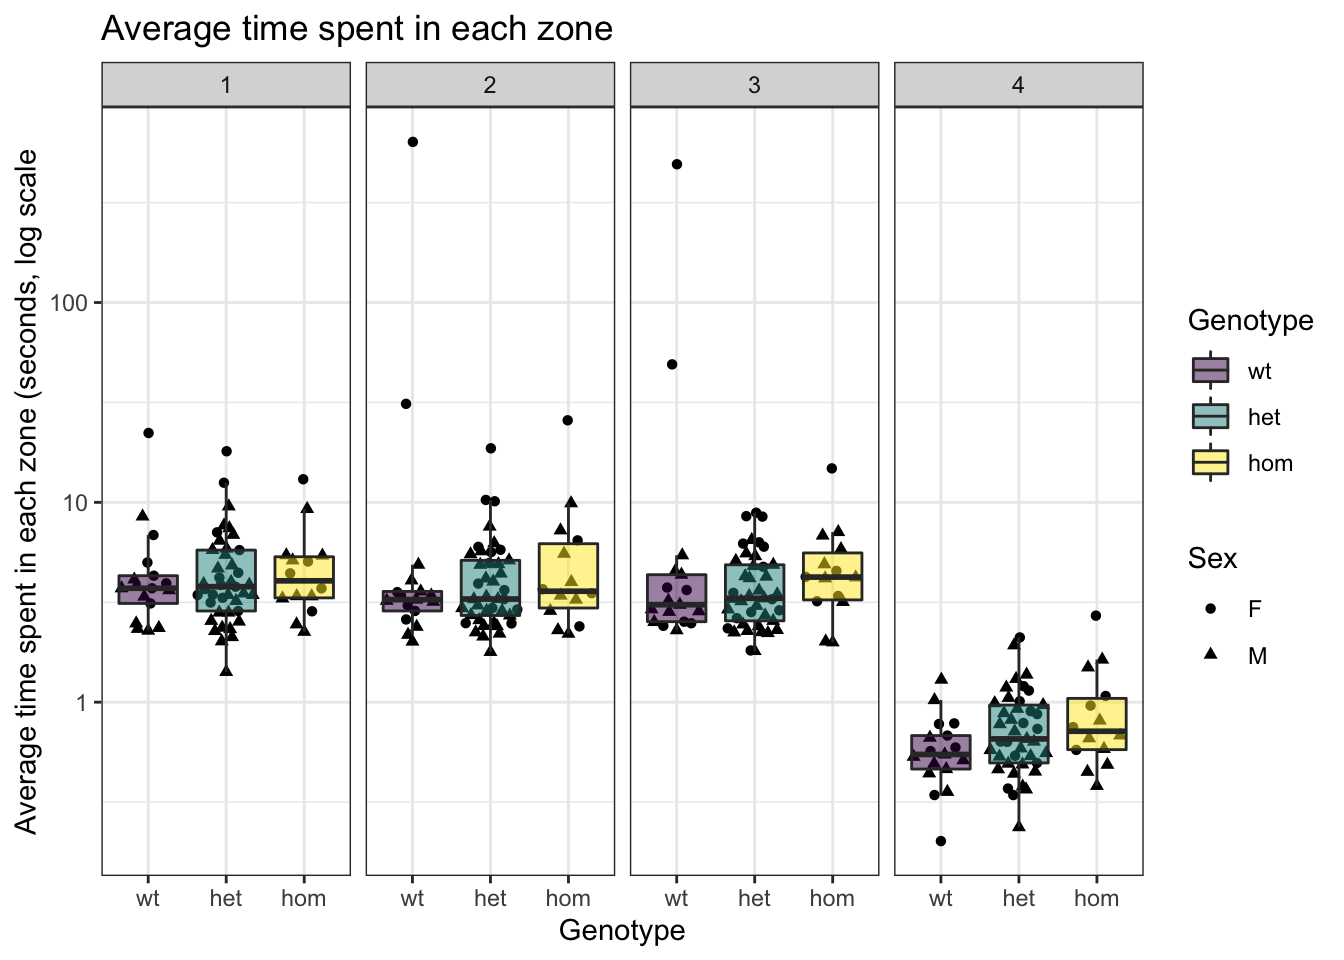 Average time spent in each zone
1 2 3 4
Average time spent in each zone (seconds, log scale
100
10
1
wt het hom wt het hom wt het hom wt het hom
Genotype
Genotype
wt
het
hom
Sex
F
M